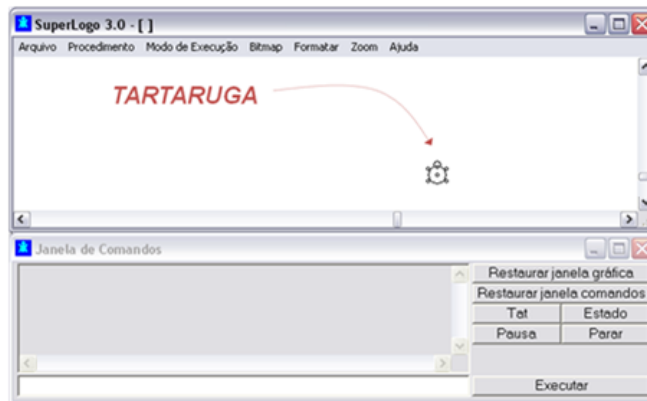 SuperLogo 3.0 - [ ]
Arquivo Procedimento Modo de Execução Bitmap Formatar Zoom Ajuda
TARTARUGA
Janela de Comandos
Restaurar janela gráfica
Restaurar janela comandos
Tat Estado
Pausa Parar
Executar